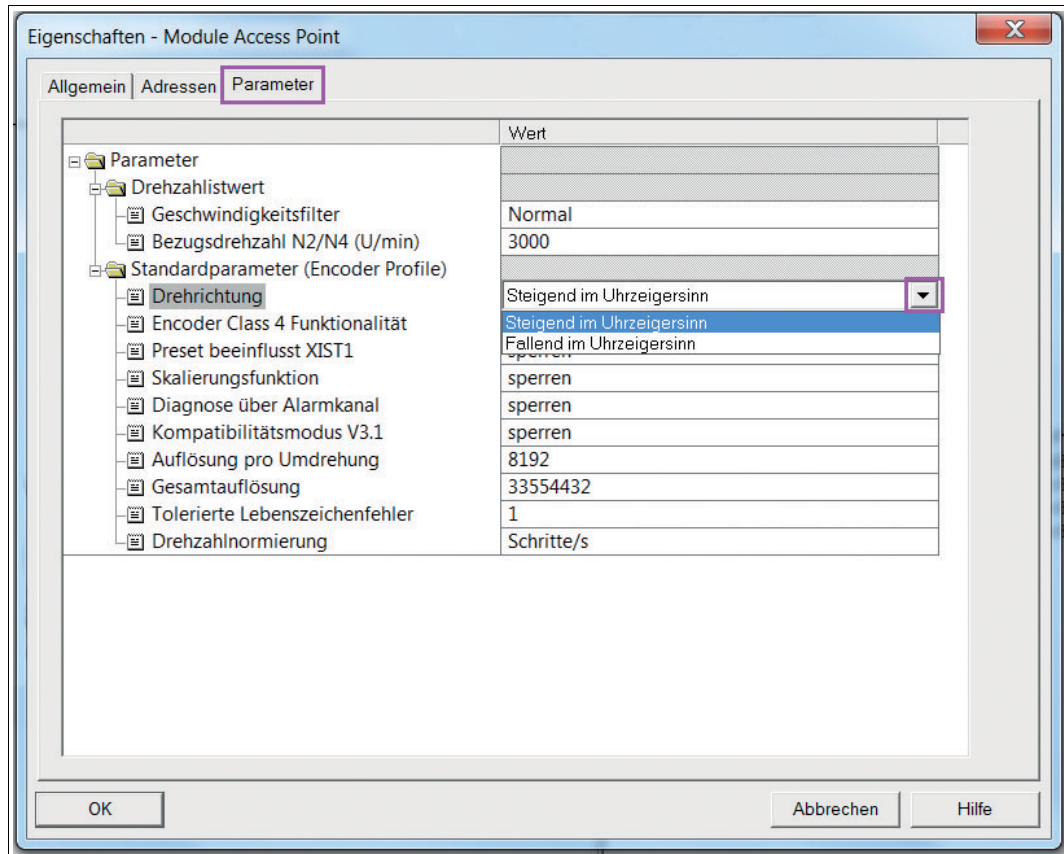 Eigenschaften - Module Access Point
Allgemein Adressen Parameter
Wert
Parameter
Drehzahlistwert
Geschwindigkeitsfilter Normal
Bezugsdrehzahl N2/N4 (U/min) 3000
Standardparameter (Encoder Profile)
Drehrichtung Steigend im Uhrzeigersinn
Encoder Class 4 Funktionalität Steigend im Uhrzeigersinn
Fallend im Uhrzeigersinn
Preset beeinflusst XIST1 sperren
Skalierungsfunktion sperren
Diagnose über Alarmkanal sperren
Kompatibilitätsmodus V3.1 sperren
Auflösung pro Umdrehung 8192
Gesamtauflösung 33554432
Tolerierte Lebenszeichenfehler 1
Drehzahlnormierung Schritte/s
OK Abbrechen Hilfe